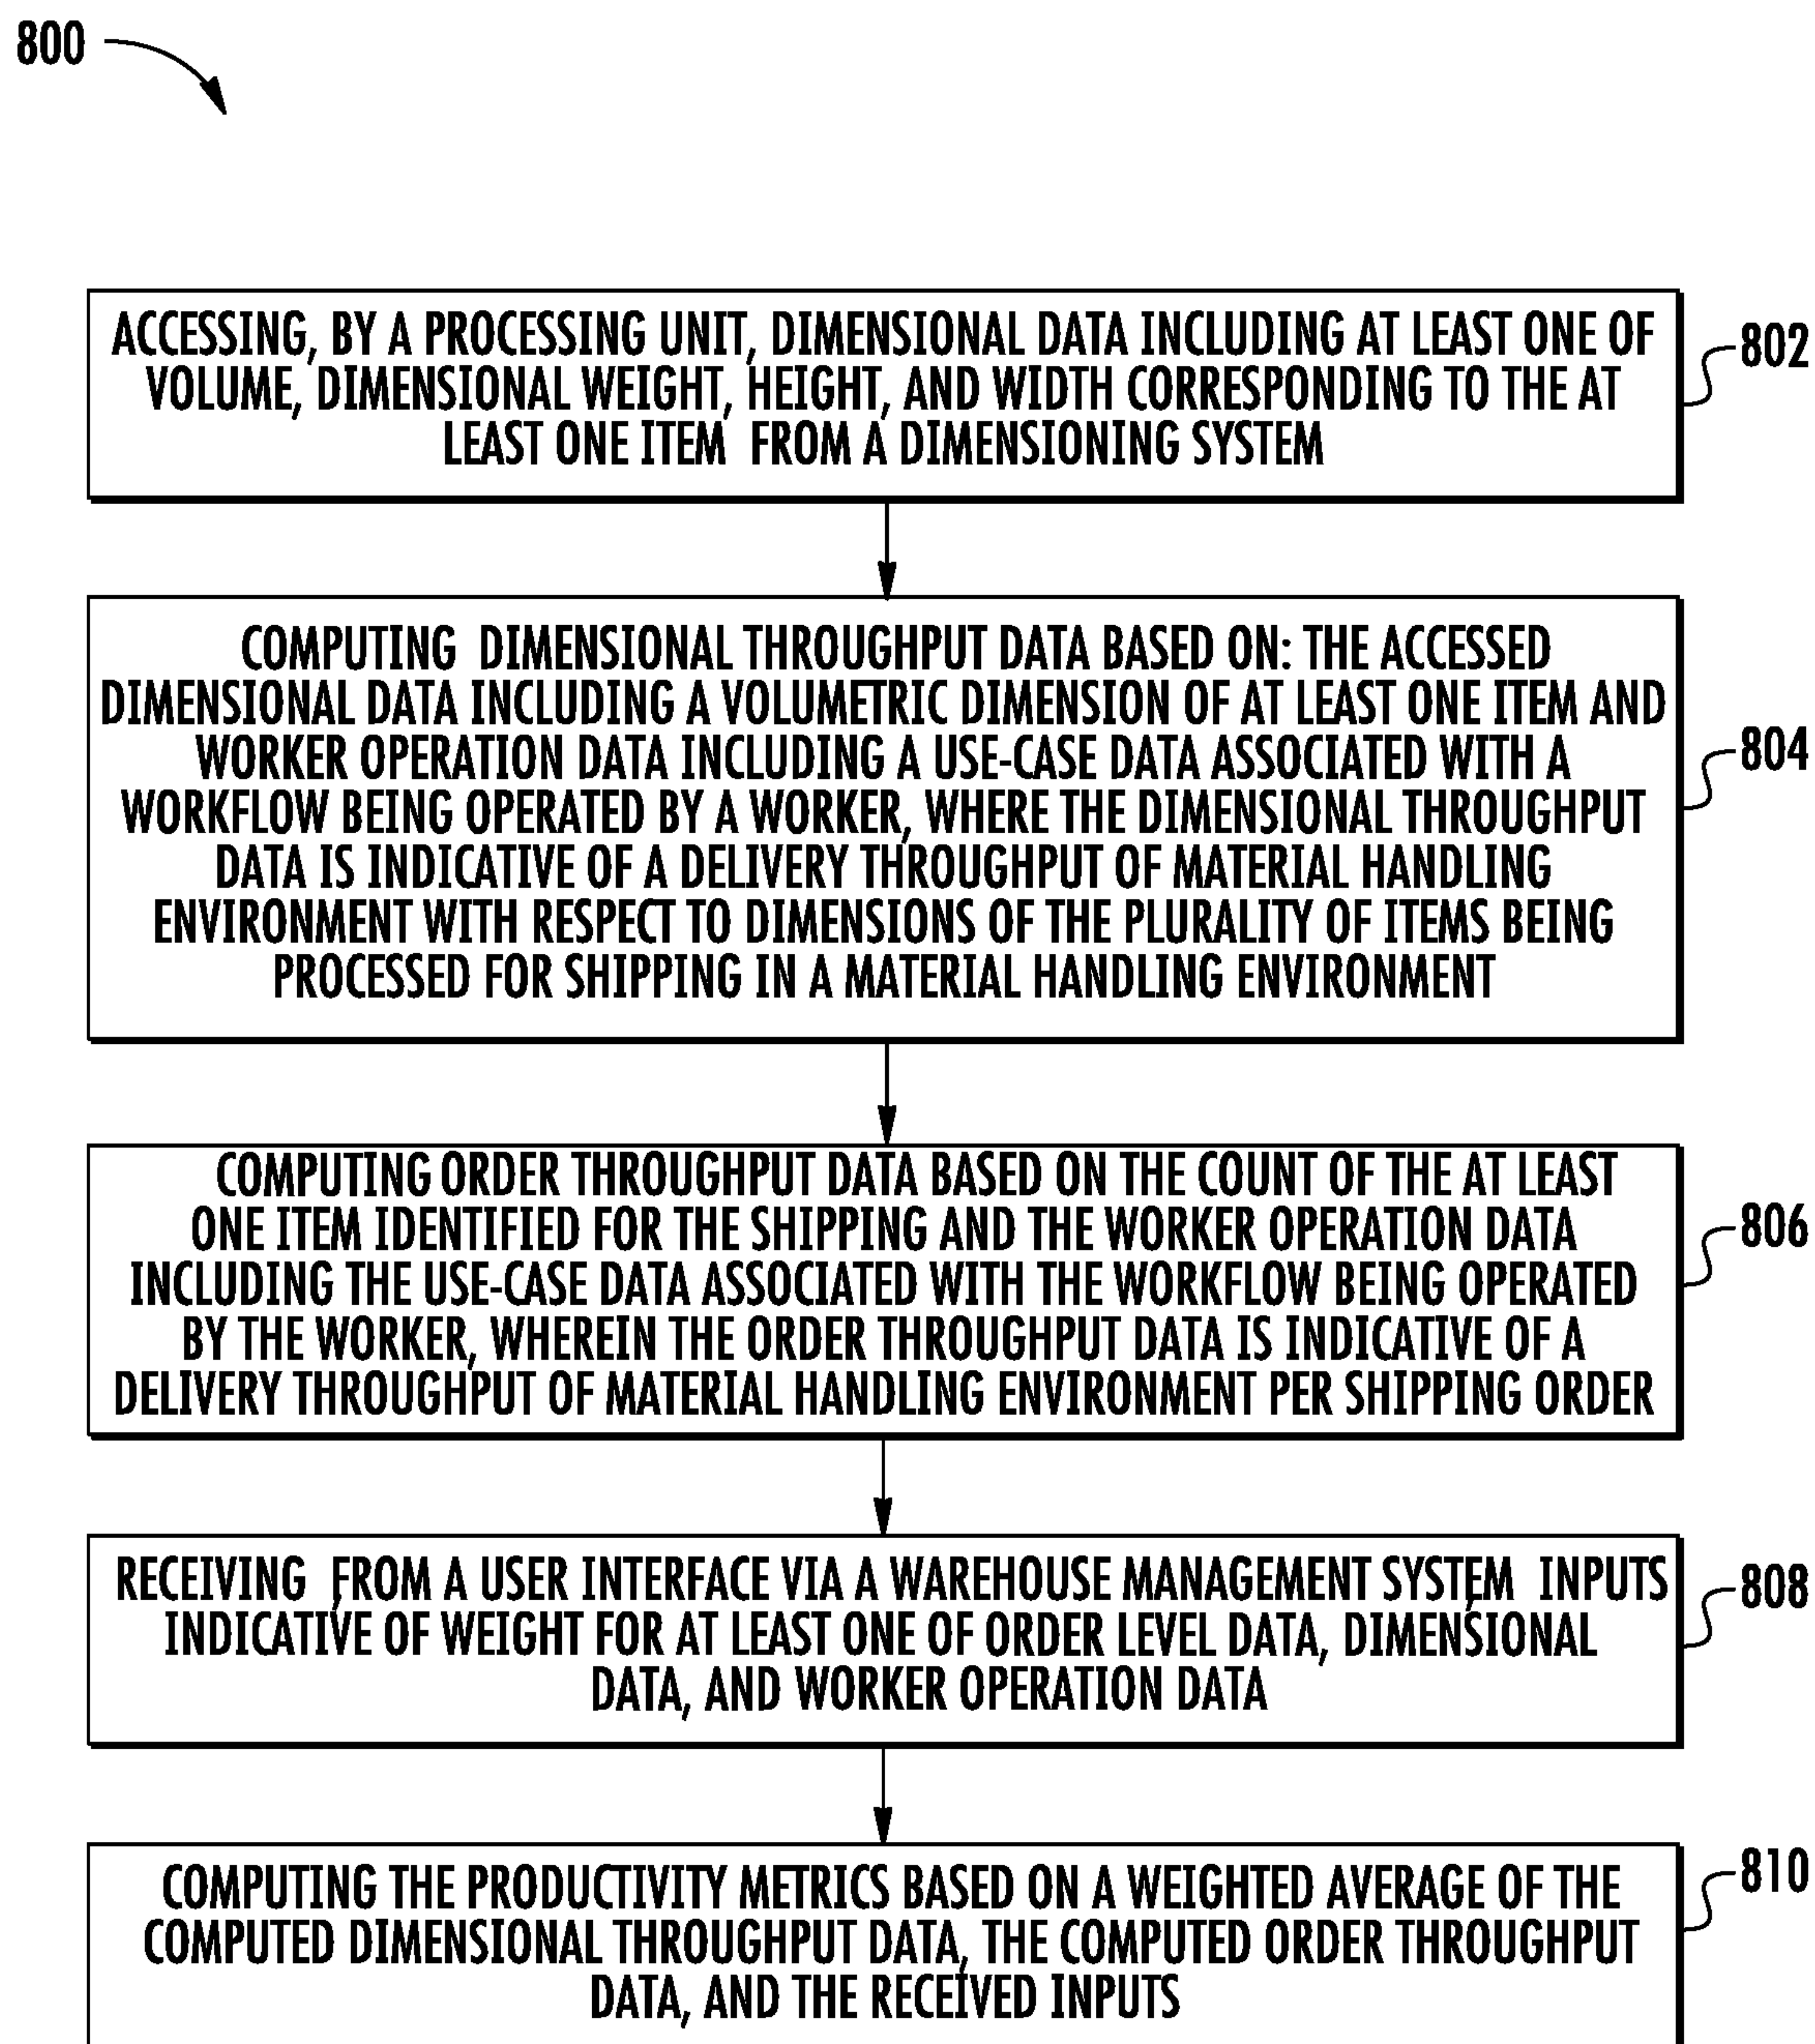 800
ACCESSING, BY A PROCESSING UNIT, DIMENSIONAL DATA INCLUDING AT LEAST ONE OF
VOLUME, DIMENSIONAL WEIGHT, HEIGHT, AND WIDTH CORRESPONDING TO THE AT
LEAST ONE ITEM FROM A DIMENSIONING SYSTEM
802
COMPUTING DIMENSIONAL THROUGHPUT DATA BASED ON: THE ACCESSED
DIMENSIONAL DATA INCLUDING A VOLUMETRIC DIMENSION OF AT LEAST ONE ITEM AND
WORKER OPERATION DATA INCLUDING A USE-CASE DATA ASSOCIATED WITH A
WORKFLOW BEING OPERATED BY A WORKER, WHERE THE DIMENSIONAL THROUGHPUT
DATA IS INDICATIVE OF A DELIVERY THROUGHPUT OF MATERIAL HANDLING
ENVIRONMENT WITH RESPECT TO DIMENSIONS OF THE PLURALITY OF ITEMS BEING
PROCESSED FOR SHIPPING IN A MATERIAL HANDLING ENVIRONMENT
804
COMPUTING ORDER THROUGHPUT DATA BASED ON THE COUNT OF THE AT LEAST
ONE ITEM IDENTIFIED FOR THE SHIPPING AND THE WORKER OPERATION DATA
INCLUDING THE USE-CASE DATA ASSOCIATED WITH THE WORKFLOW BEING OPERATED
BY THE WORKER, WHEREIN THE ORDER THROUGHPUT DATA IS INDICATIVE OF A
DELIVERY THROUGHPUT OF MATERIAL HANDLING ENVIRONMENT PER SHIPPING ORDER
806
RECEIVING, FROM A USER INTERFACE VIA A WAREHOUSE MANAGEMENT SYSTEM, INPUTS
INDICATIVE OF WEIGHT FOR AT LEAST ONE OF ORDER LEVEL DATA, DIMENSIONAL
DATA, AND WORKER OPERATION DATA
808
COMPUTING THE PRODUCTIVITY METRICS BASED ON A WEIGHTED AVERAGE OF THE
COMPUTED DIMENSIONAL THROUGHPUT DATA, THE COMPUTED ORDER THROUGHPUT
DATA, AND THE RECEIVED INPUTS
810